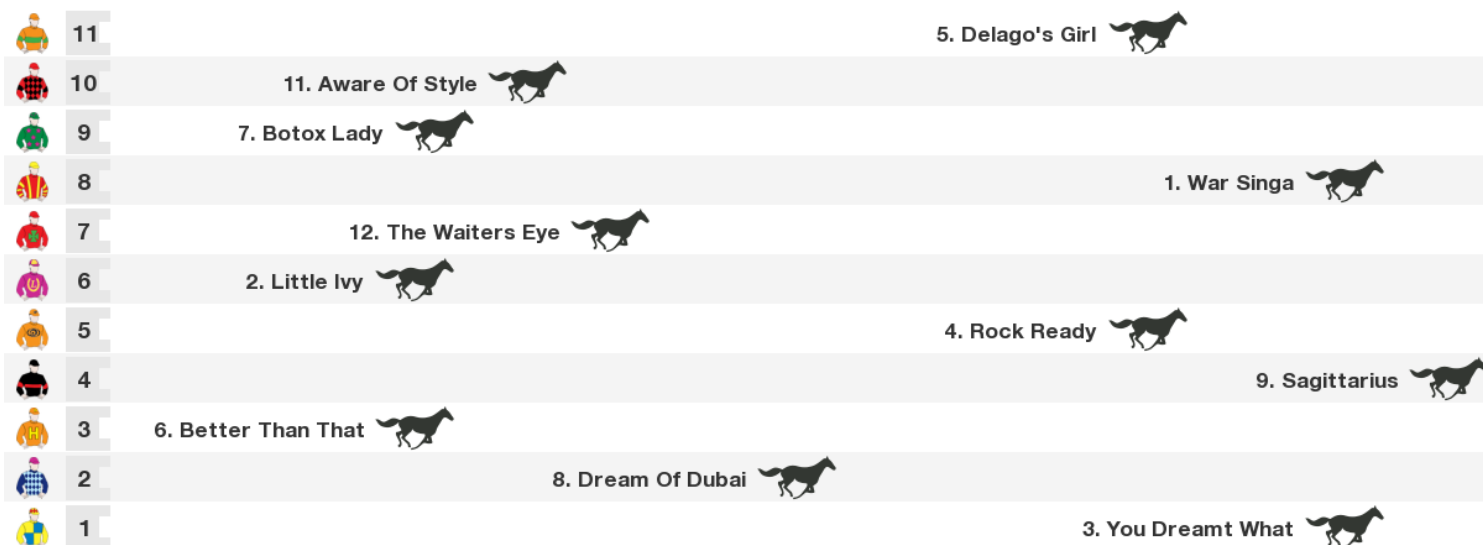 11 5. Delago's Girl
10 11. Aware Of Style
9 7. Botox Lady
8 1. War Singa
7 12. The Waiters Eye
6 2. Little Ivy
5 4. Rock Ready
4 9. Sagittarius
H 3 6. Better Than That
2 8. Dream Of Dubai
1 3. You Dreamt What